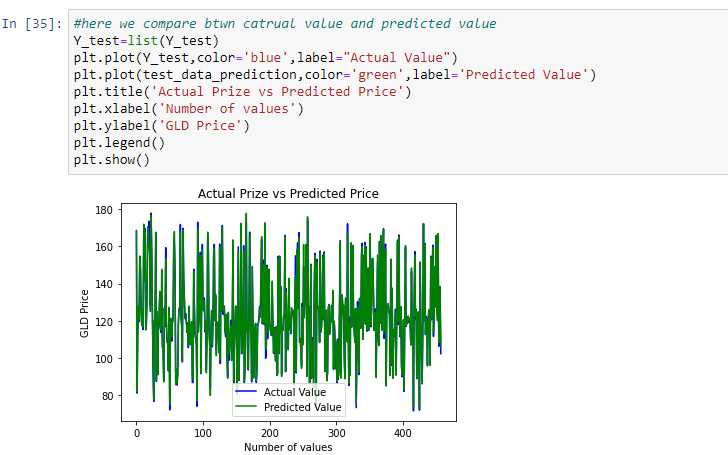 In [35]: #here we compare btwn catrual value and predicted value
Y_test=list(Y_test)
plt.plot(Y_test,color='blue',label="Actual Value")
plt.plot(test_data_prediction,color='green',label='Predicted Value')
plt.title('Actual Prize vs Predicted Price')
plt.xlabel('Number of values')
plt.ylabel('GLD Price')
plt.legend()
plt.show()
Actual Prize vs Predicted Price
180
160
140
120
100
80
GLD Price
Actual Value
Predicted Value
0 100 200 300 400
Number of values